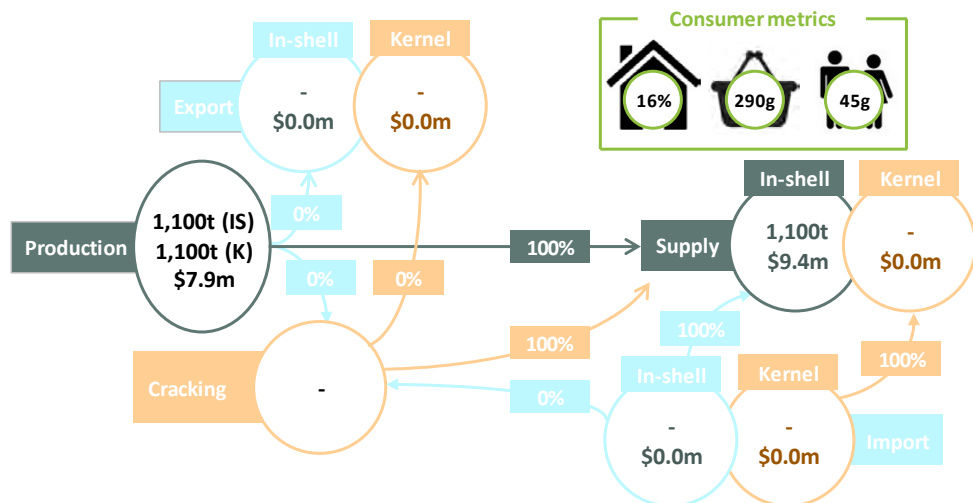 Consumer metrics
16%
290g
45g
In-shell
Kernel
Export
-
$0.0m
-
$0.0m
Production
1,100t (IS)
1,100t (K)
$7.9m
0%
0%
0%
100%
Supply
In-shell
Kernel
1,100t
$9.4m
-
$0.0m
Cracking
-
100%
0%
100%
100%
In-shell
Kernel
-
$0.0m
-
$0.0m
Import